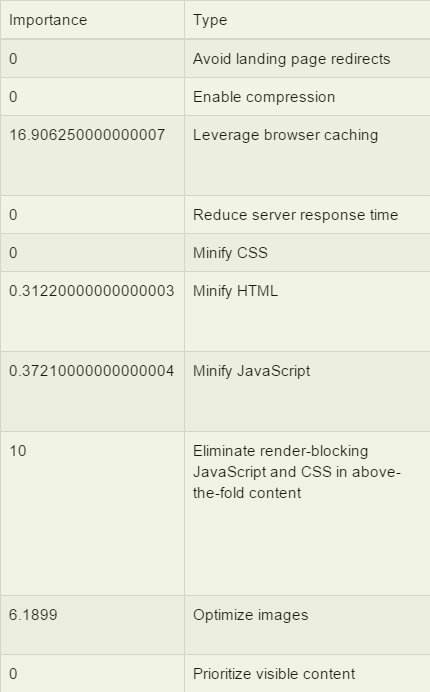 Importance Type
0 Avoid landing page redirects
0 Enable compression
16.906250000000007 Leverage browser caching
0 Reduce server response time
0 Minify CSS
0.31220000000000003 Minify HTML
0.37210000000000004 Minify JavaScript
10 Eliminate render-blocking
JavaScript and CSS in above-
the-fold content
6.1899 Optimize images
0 Prioritize visible content